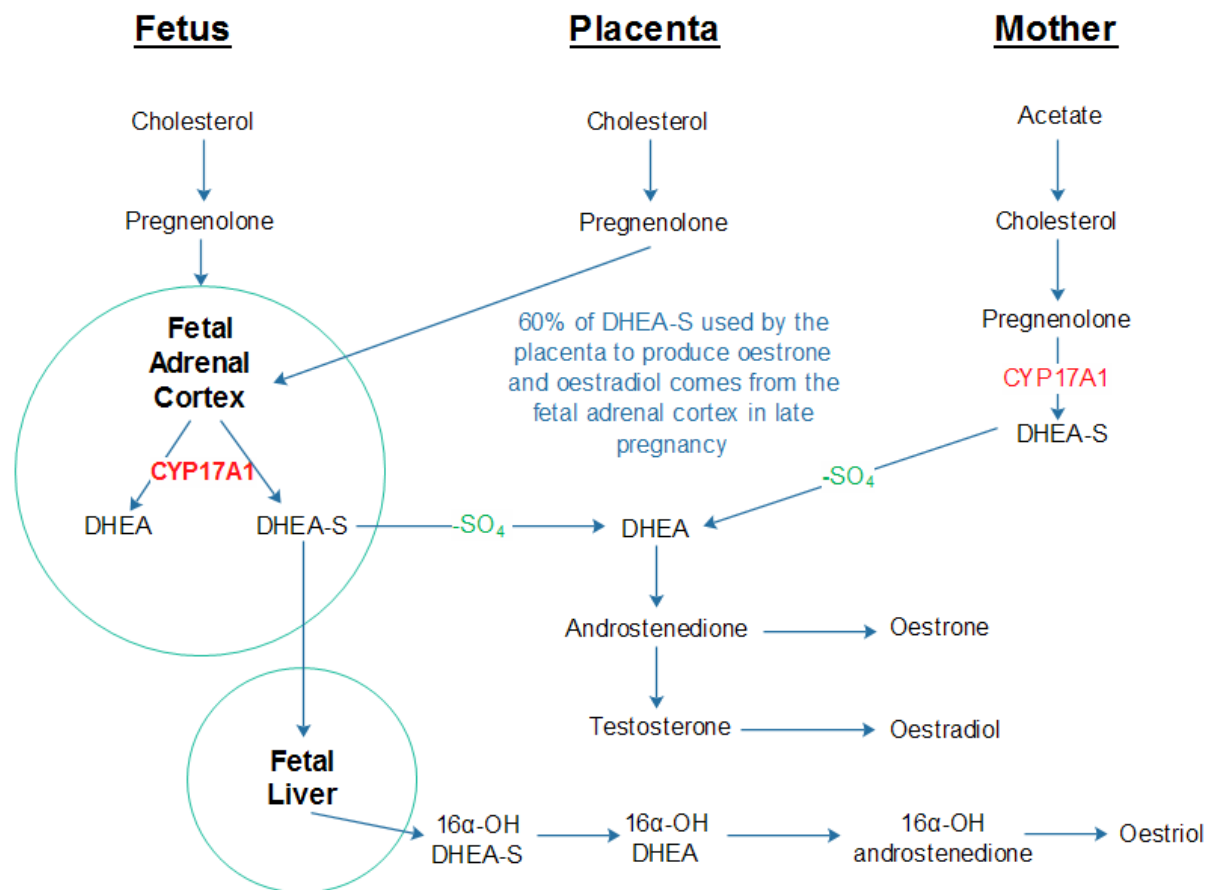 Fetus
Placenta
Mother
Cholesterol
Cholesterol
Acetate
Pregnenolone
Pregnenolone
Cholesterol
Fetal
Adrenal
Cortex
60% of DHEA-S used by the
placenta to produce oestrone
and oestradiol comes from the
fetal adrenal cortex in late
pregnancy
Pregnenolone
CYP17A1
DHEA-S
CYP17A1
-SO₄
DHEA
DHEA-S
-SO₄
DHEA
Androstenedione
Oestrone
Testosterone
Oestradiol
Fetal
Liver
16α-OH
DHEA-S
16α-OH
DHEA
16α-OH
androstenedione
Oestriol